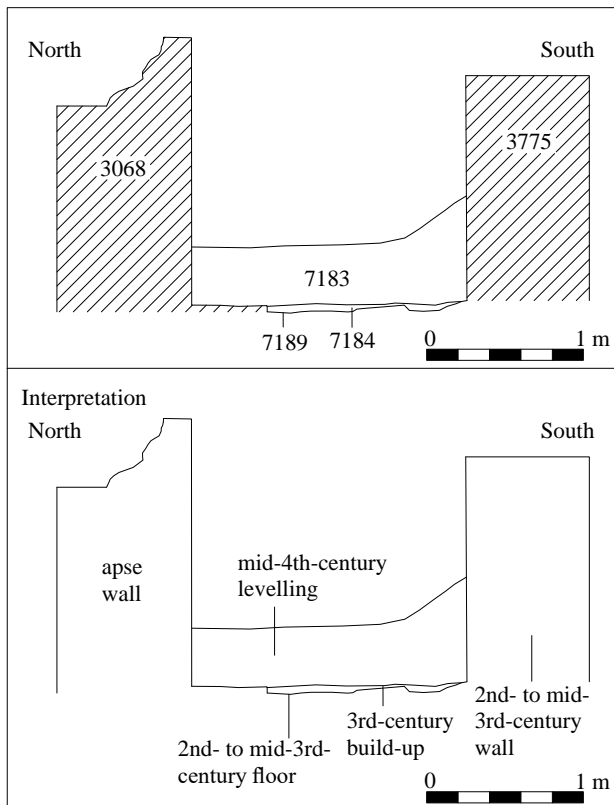 North
South
3068
3775
7183
7189
7184
0
1 m
Interpretation
North
South
apse
wall
mid-4th-century
levelling
2nd- to mid-3rd-
century floor
3rd-century
build-up
2nd- to mid-
3rd-century
wall
0
1 m